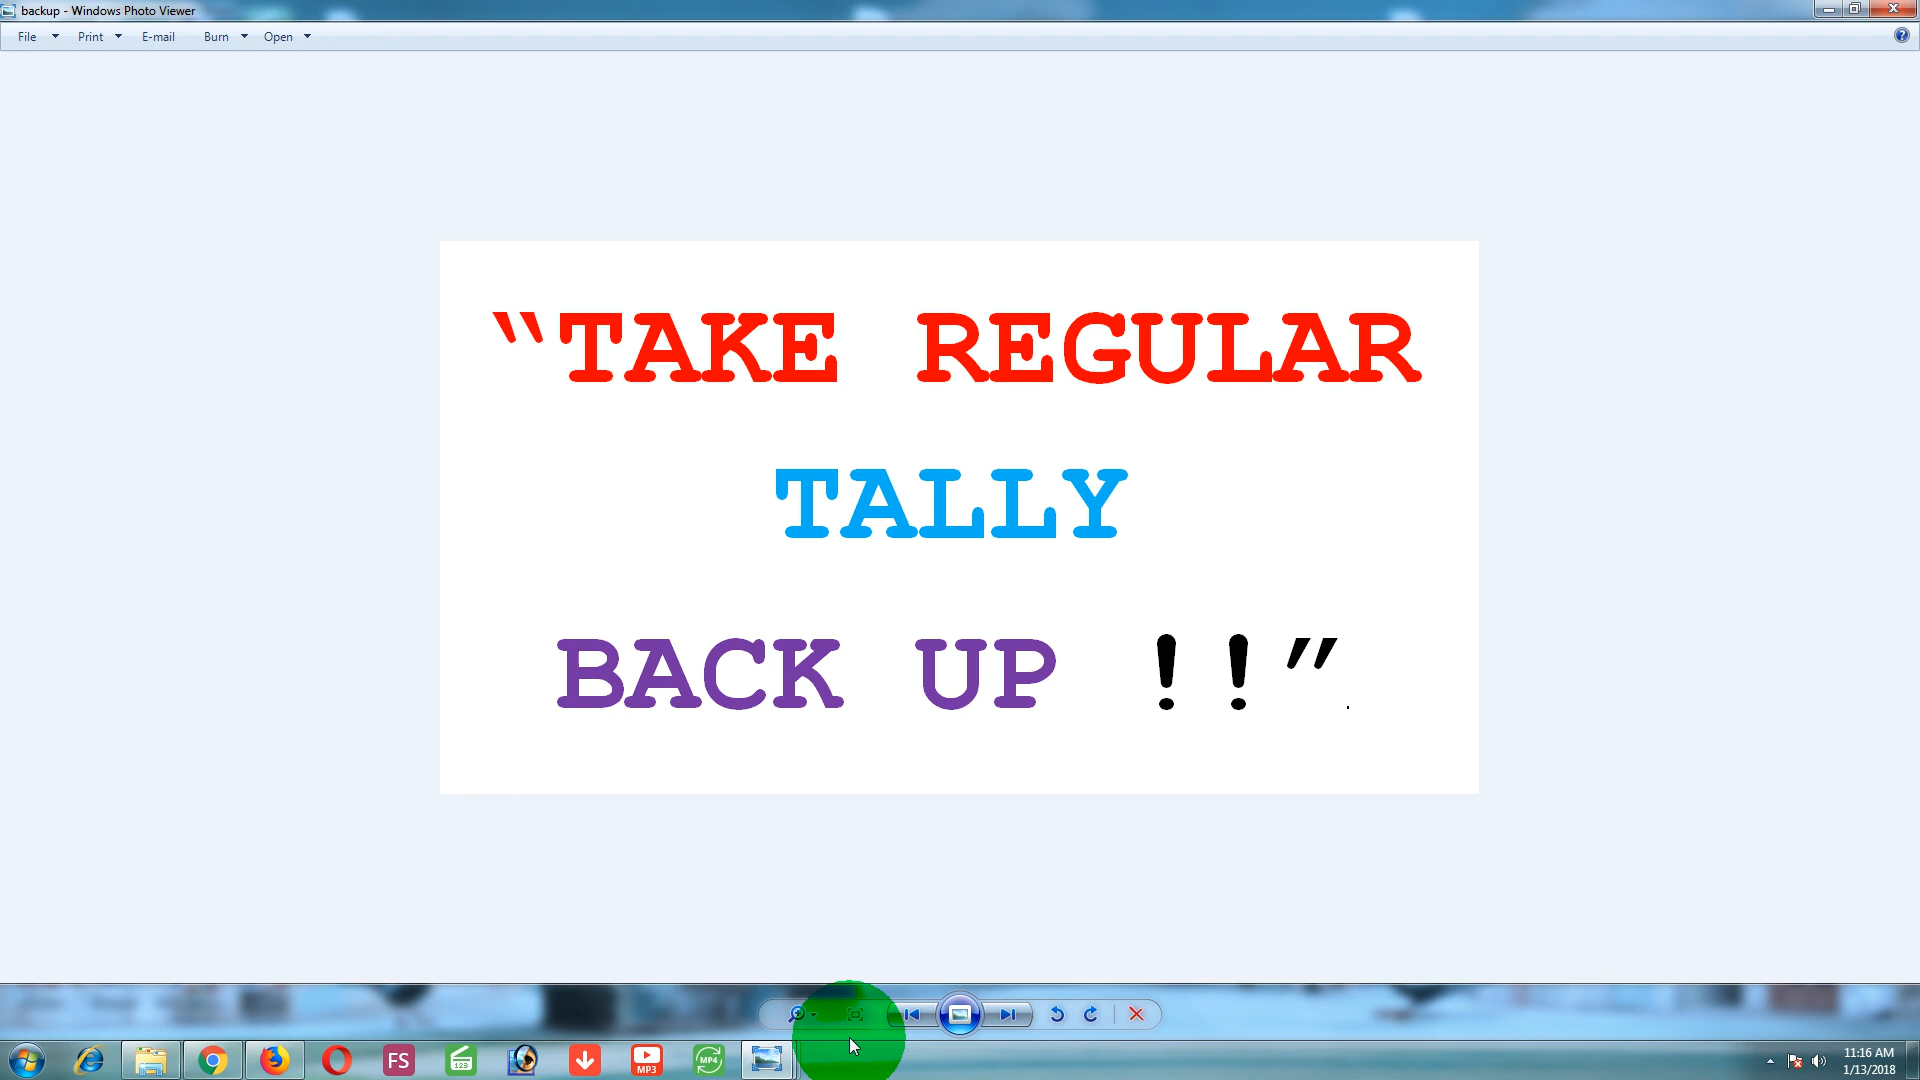 backup - Windows Photo Viewer
File Print E-mail Burn Open
“TAKE REGULAR
TALLY
BACK UP !!”.
FS
123
MP3
MP4
11:16 AM
1/13/2018